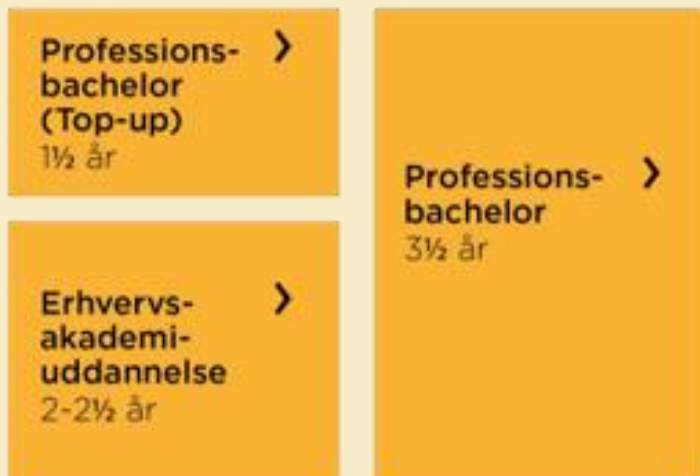 Professions-
bachelor
(Top-up)
1½ år
Erhvervs-
akademi-
uddannelse
2-2½ år
Professions-
bachelor
3½ år